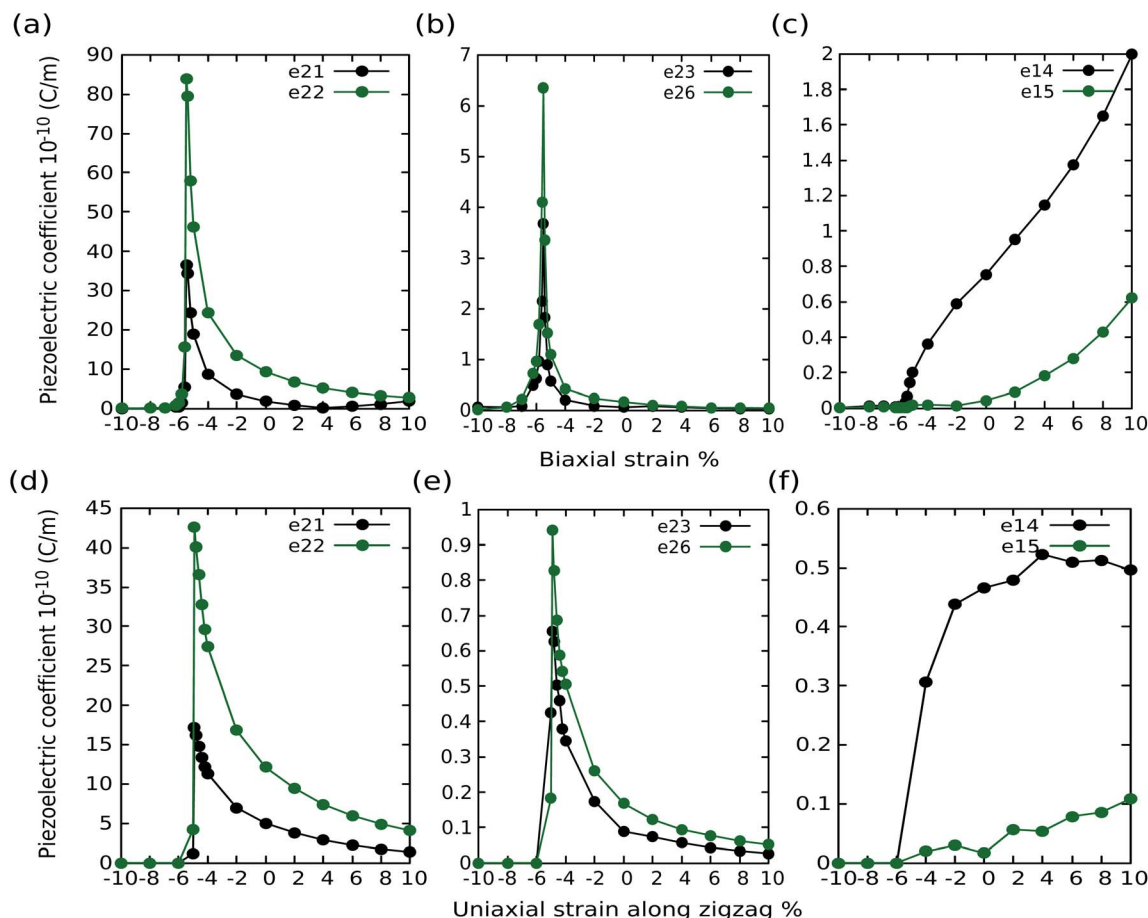 (a)
Piezoelectric coefficient 10⁻¹⁰ (C/m)
90
80
70
60
50
40
30
20
10
0
-10 -8 -6 -4 -2 0 2 4 6 8 10
e21
e22
(b)
7
6
5
4
3
2
1
0
-10 -8 -6 -4 -2 0 2 4 6 8 10
e23
e26
(c)
2
1.8
1.6
1.4
1.2
1
0.8
0.6
0.4
0.2
0
-10 -8 -6 -4 -2 0 2 4 6 8 10
e14
e15
Biaxial strain %
(d)
Piezoelectric coefficient 10⁻¹⁰ (C/m)
45
40
35
30
25
20
15
10
5
0
-10 -8 -6 -4 -2 0 2 4 6 8 10
e21
e22
(e)
1
0.9
0.8
0.7
0.6
0.5
0.4
0.3
0.2
0.1
0
-10 -8 -6 -4 -2 0 2 4 6 8 10
e23
e26
(f)
0.6
0.5
0.4
0.3
0.2
0.1
0
-10 -8 -6 -4 -2 0 2 4 6 8 10
e14
e15
Uniaxial strain along zigzag %